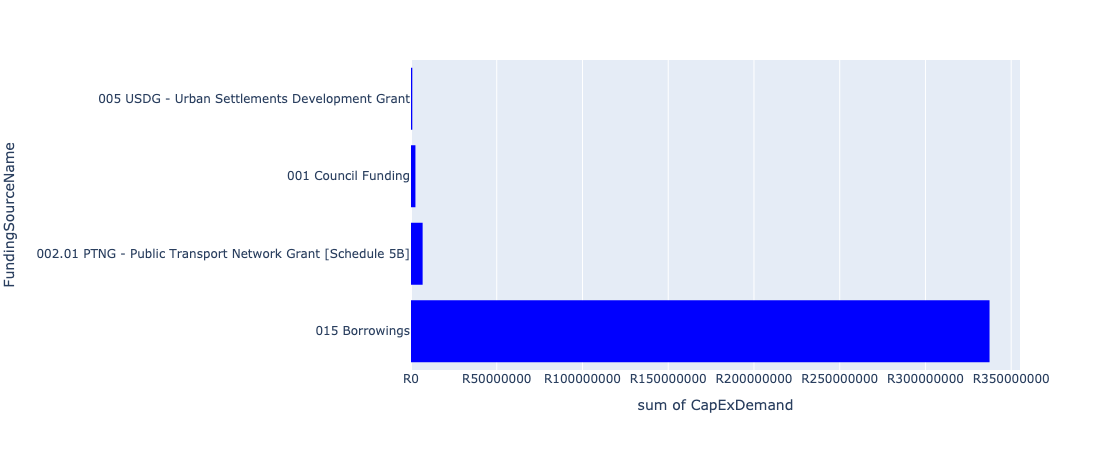 005 USDG - Urban Settlements Development Grant
001 Council Funding
002.01 PTNG - Public Transport Network Grant [Schedule 5B]
015 Borrowings
FundingSourceName
R0 R50000000 R100000000 R150000000 R200000000 R250000000 R300000000 R350000000
sum of CapExDemand